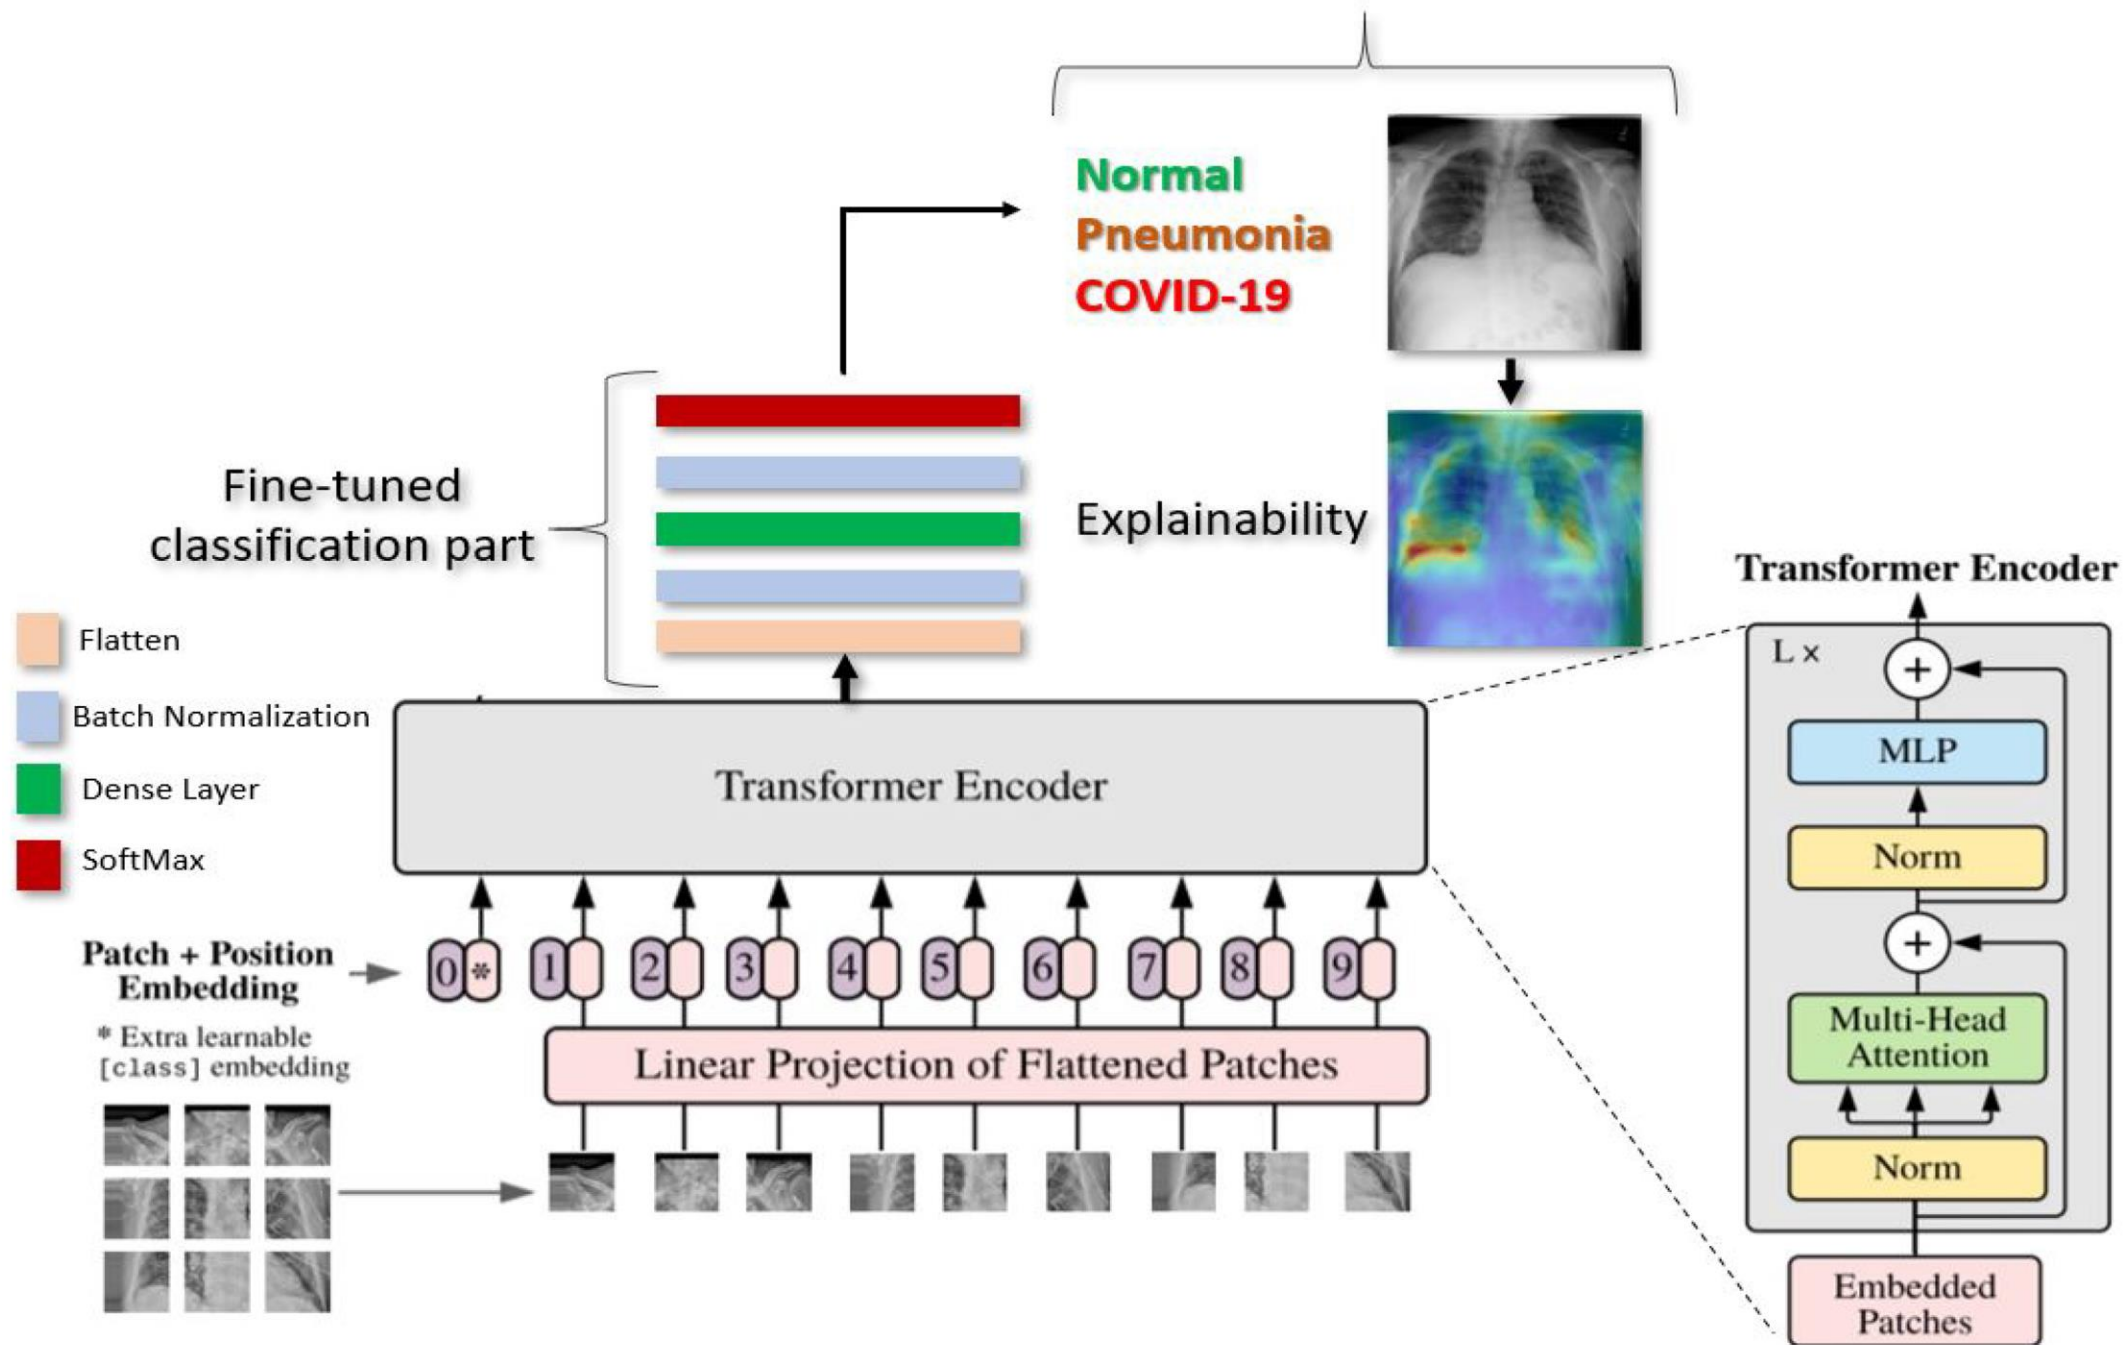 Normal
Pneumonia
COVID-19
Explainability
Fine-tuned
classification part
Flatten
Batch Normalization
Dense Layer
SoftMax
Transformer Encoder
Patch + Position
Embedding
* Extra learnable
[class] embedding
0 * 1 2 3 4 5 6 7 8 9
Linear Projection of Flattened Patches
Transformer Encoder
L ×
+
MLP
Norm
+
Multi-Head
Attention
Norm
Embedded
Patches